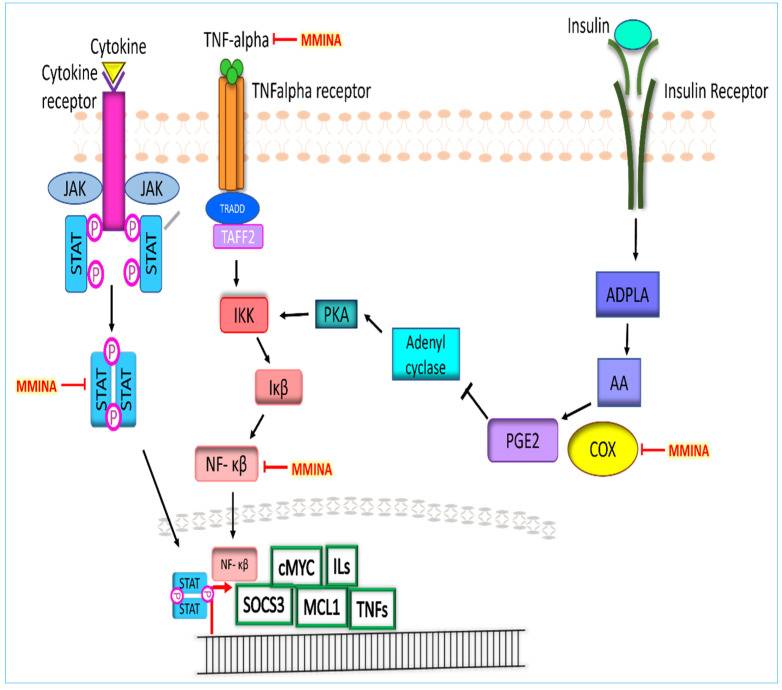 Cytokine
Cytokine
receptor
TNF-alpha
MMINA
TNFalpha receptor
Insulin
Insulin Receptor
JAK
JAK
P
P
STAT
STAT
P
P
TRADD
TAFF2
ADPLA
IKK
PKA
Adenyl
cyclase
MMINA
P
STAT
STAT
P
Iκβ
AA
PGE2
COX
MMINA
NF- κβ
MMINA
NF- κβ
STAT
P
P
STAT
cMYC
ILs
SOCS3
MCL1
TNFs